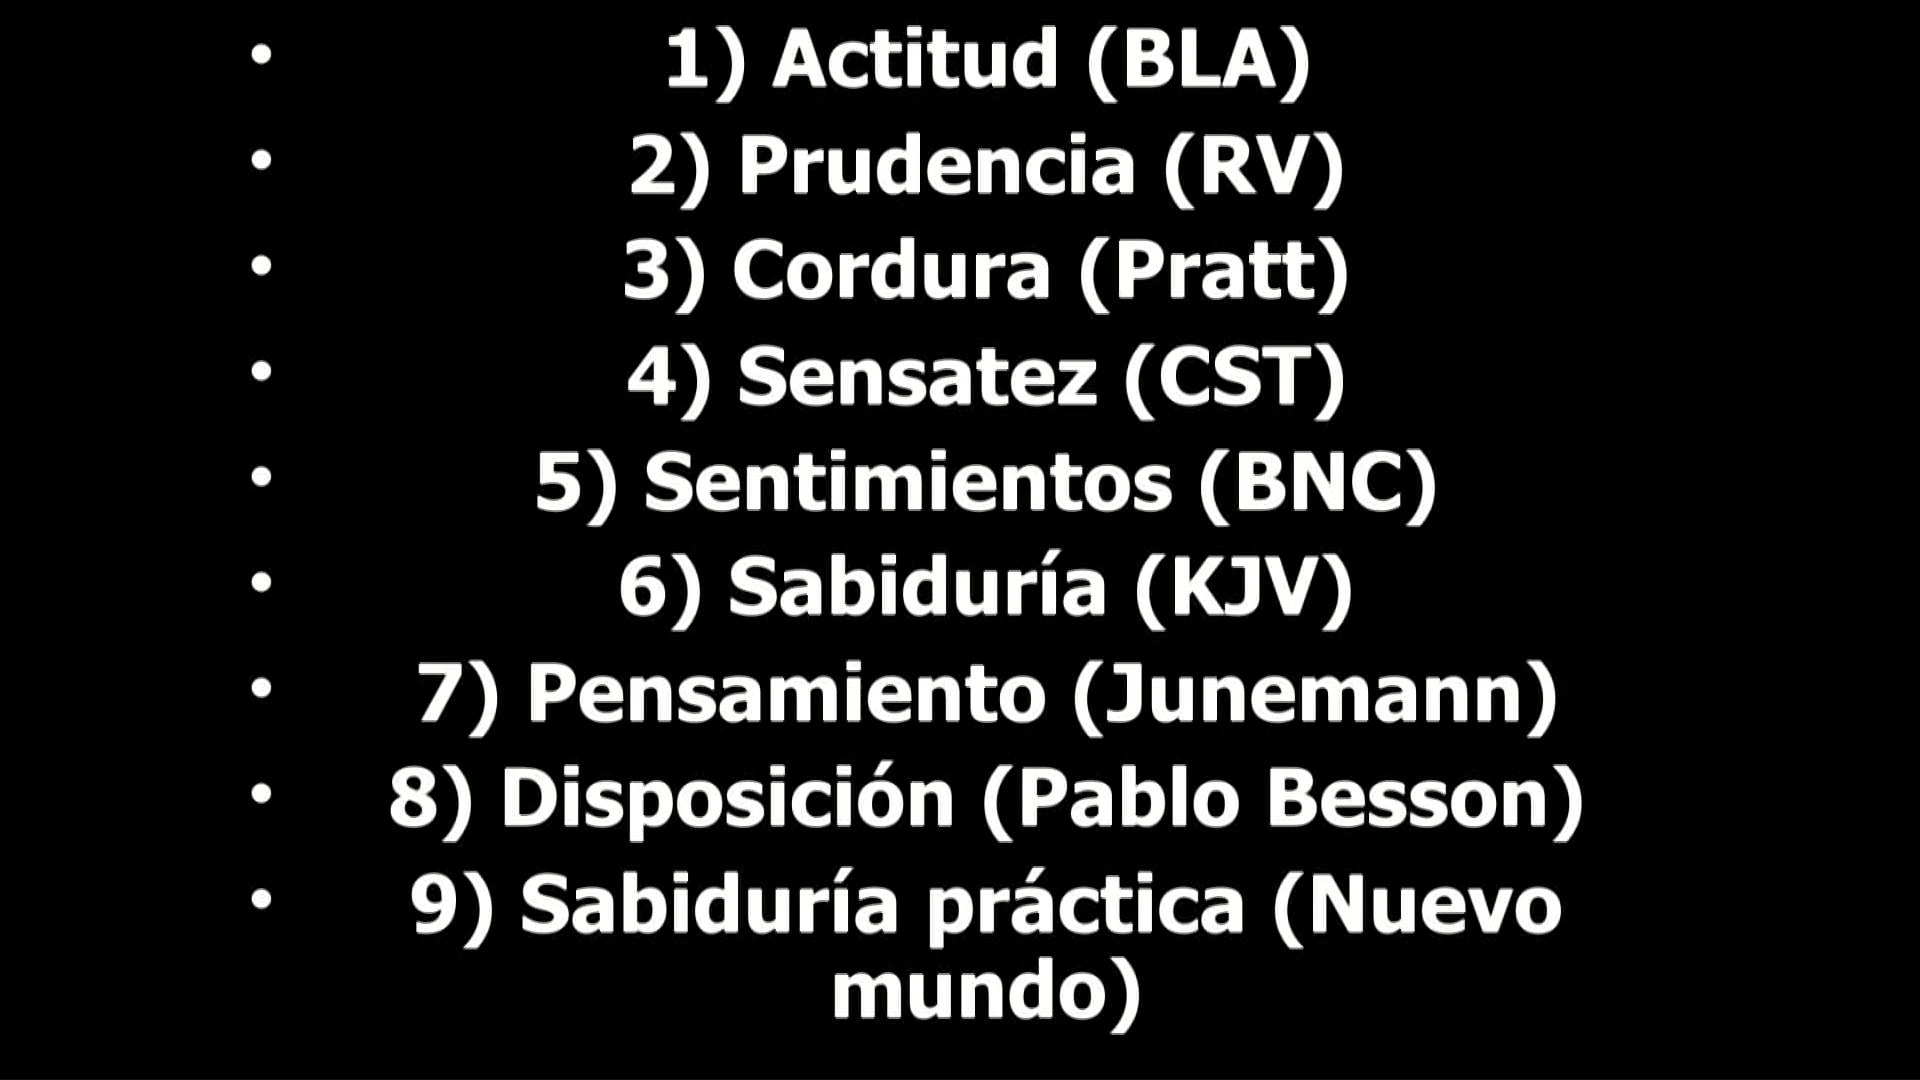 • 1) Actitud (BLA)
• 2) Prudencia (RV)
• 3) Cordura (Pratt)
• 4) Sensatez (CST)
• 5) Sentimientos (BNC)
• 6) Sabiduría (KJV)
• 7) Pensamiento (Junemann)
• 8) Disposición (Pablo Besson)
• 9) Sabiduría práctica (Nuevo
mundo)